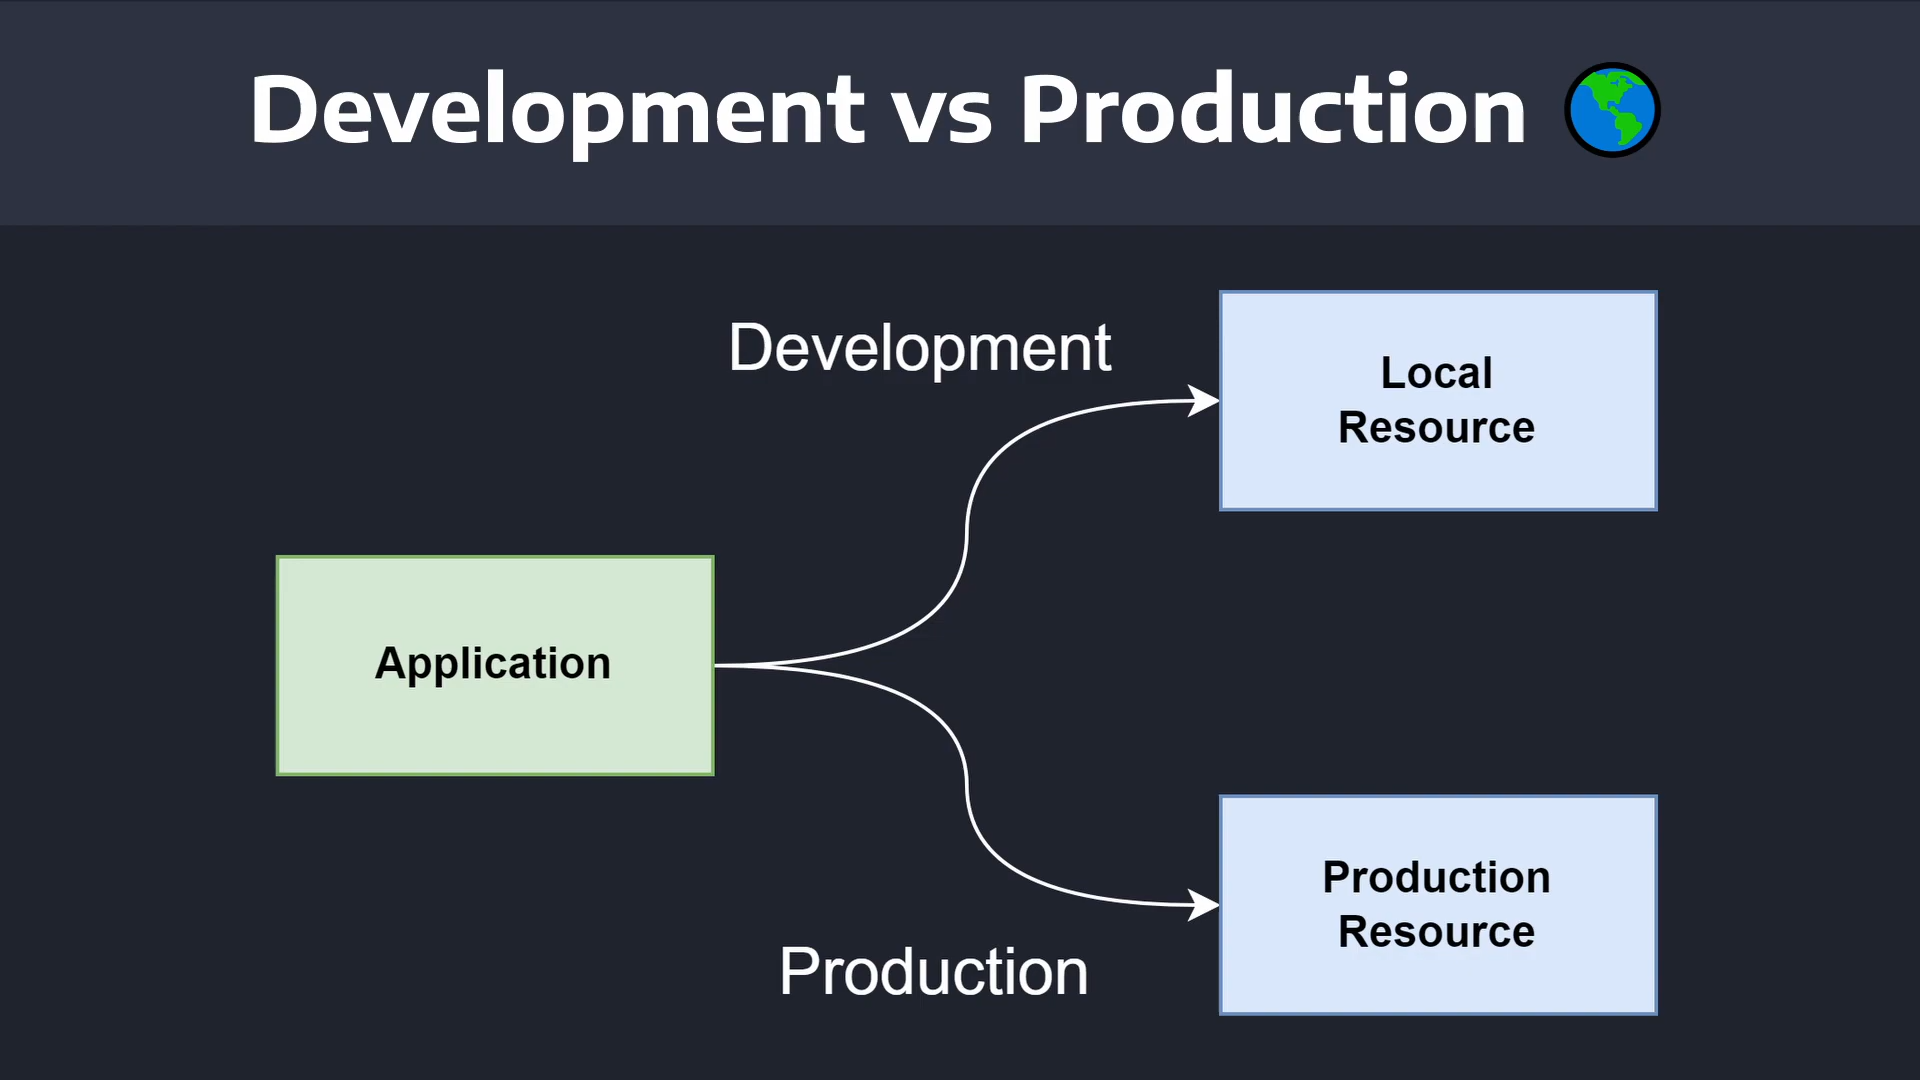 Development vs Production
Development
Local
Resource
Application
Production
Resource
Production